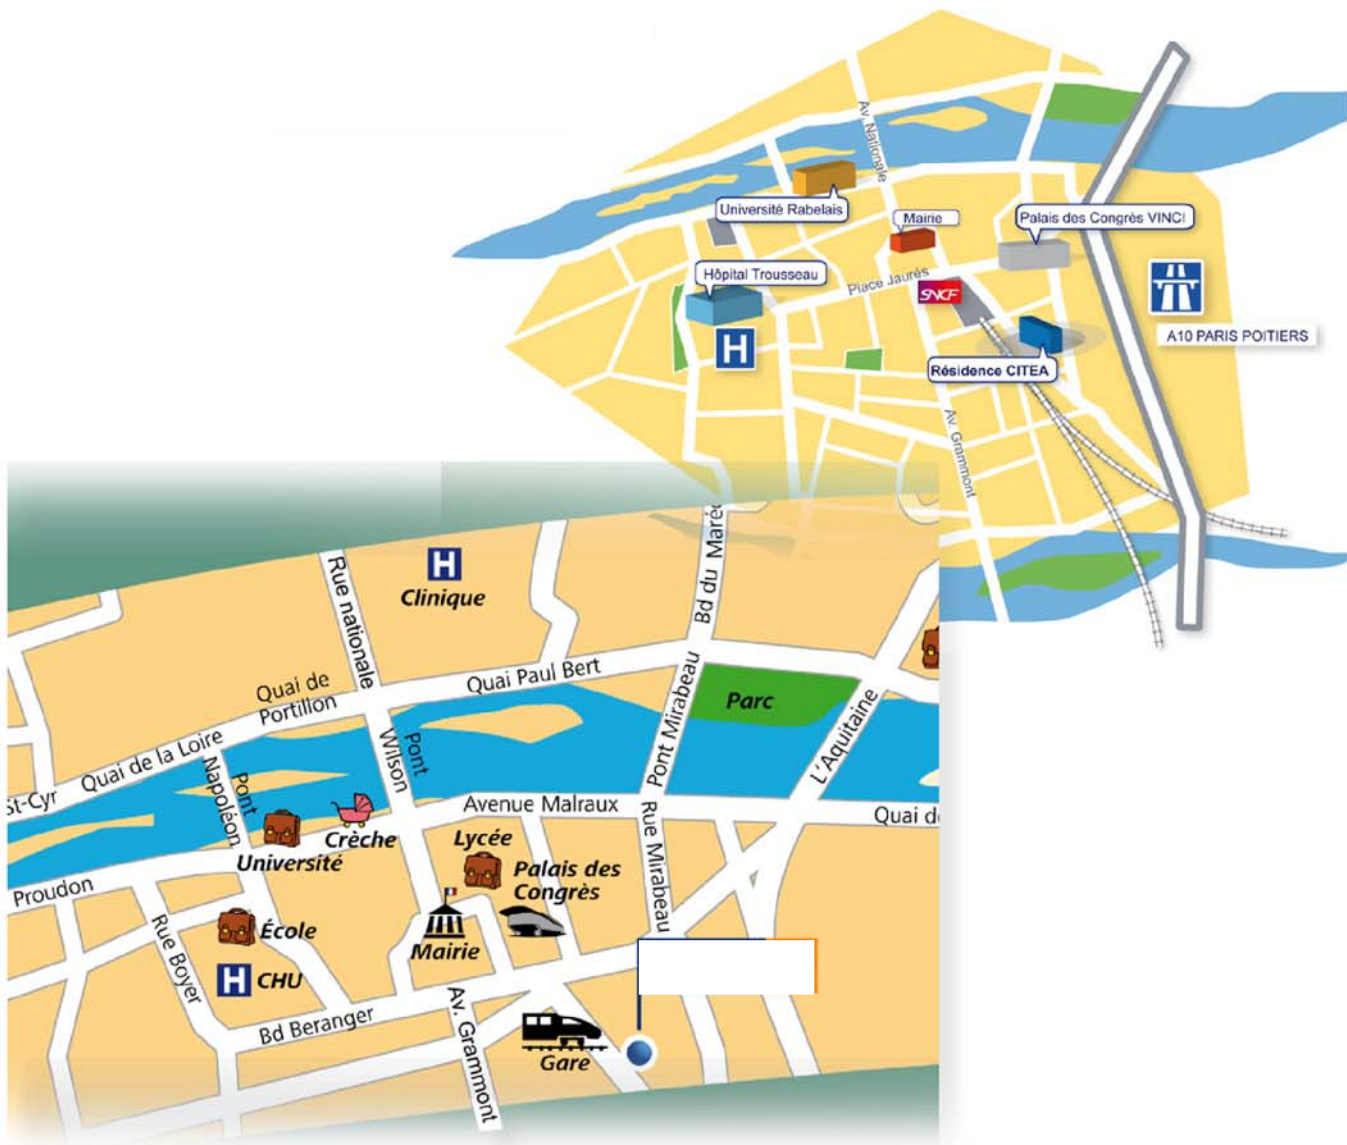 Av. Nationale
Université Rabelais
Mairie
Palais des Congrès VINCI
Hôpital Trousseau
Place Jaurès
SNCF
H
A10 PARIS POITIERS
Résidence CITEA
Av. Grammont
Rue nationale
H
Clinique
Bd du Maréc
Quai de
Portillon
Quai Paul Bert
Pont Mirabeau
Parc
L'Aquitaine
Quai de la Loire
St-Cyr
Pont
Napoléon
Pont
Wilson
Avenue Malraux
Quai d
Rue Mirabeau
Crèche
Université
Lycée
Palais des
Congrès
Proudon
Rue Boyer
École
Mairie
H CHU
Bd Beranger
Av. Grammont
Gare